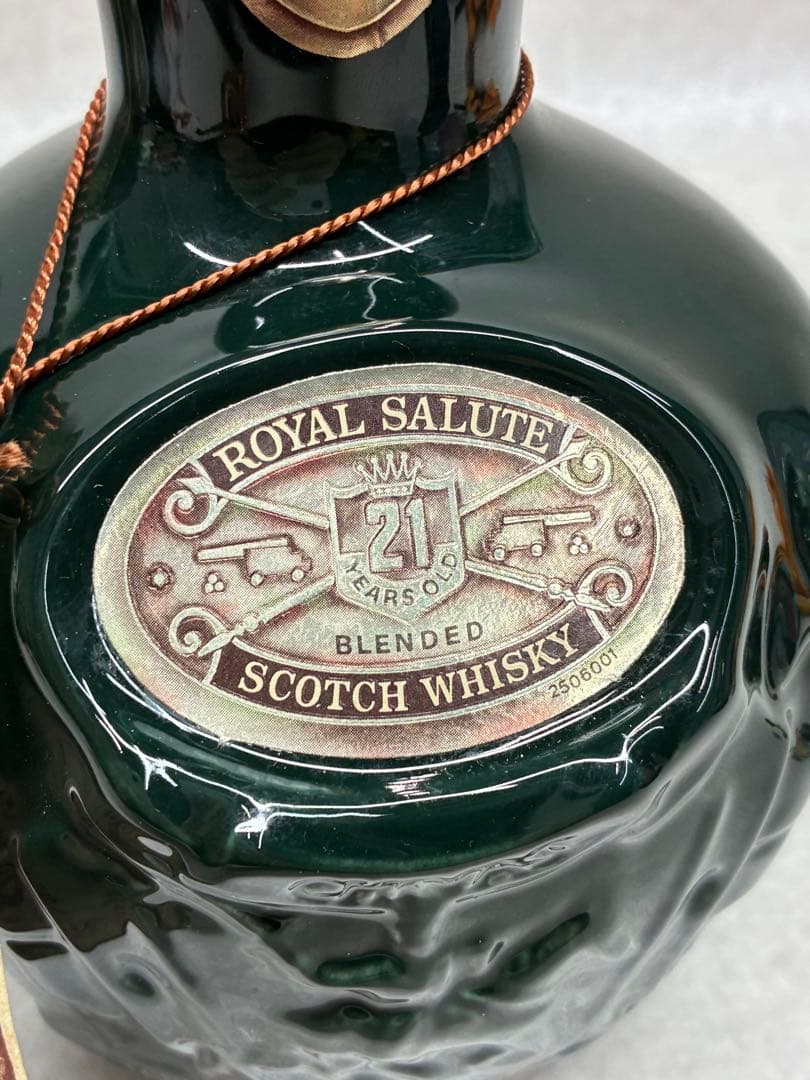 ROYAL SALUTE
21
YEARS OLD
BLENDED
SCOTCH WHISKY
2506001